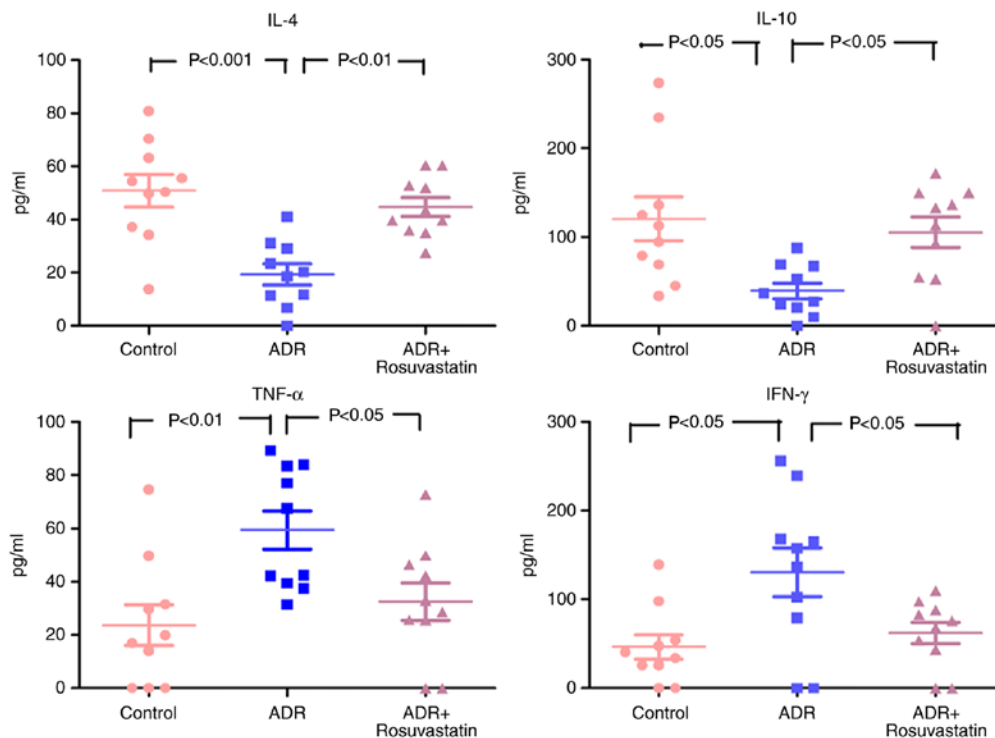 IL-4
P<0.001
P<0.01
100
80
60
40
20
0
pg/ml
Control
ADR
ADR+
Rosuvastatin
IL-10
P<0.05
P<0.05
300
200
100
0
pg/ml
Control
ADR
ADR+
Rosuvastatin
TNF-α
P<0.01
P<0.05
100
80
60
40
20
0
pg/ml
Control
ADR
ADR+
Rosuvastatin
IFN-γ
P<0.05
P<0.05
300
200
100
0
pg/ml
Control
ADR
ADR+
Rosuvastatin